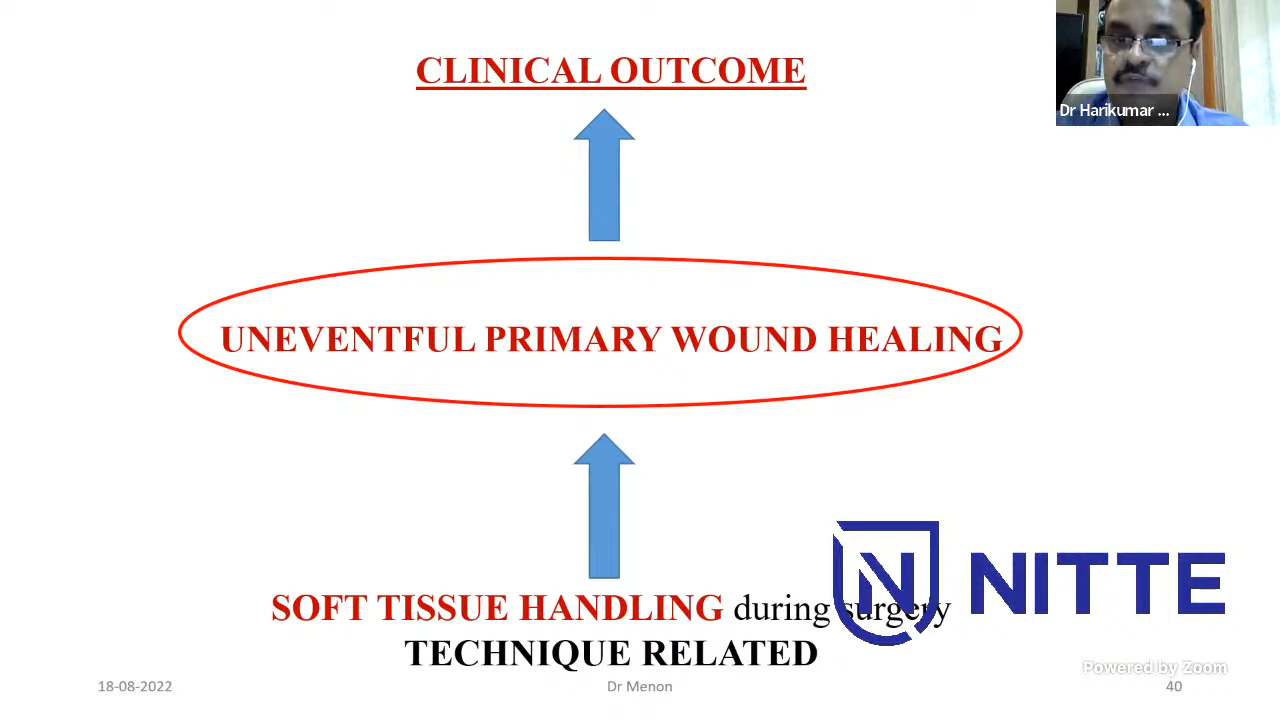 CLINICAL OUTCOME
Dr Harikumar ...
UNEVENTFUL PRIMARY WOUND HEALING
SOFT TISSUE HANDLING during surgery
TECHNIQUE RELATED
N NITTE
Powered by Zoom
18-08-2022
Dr Menon
40